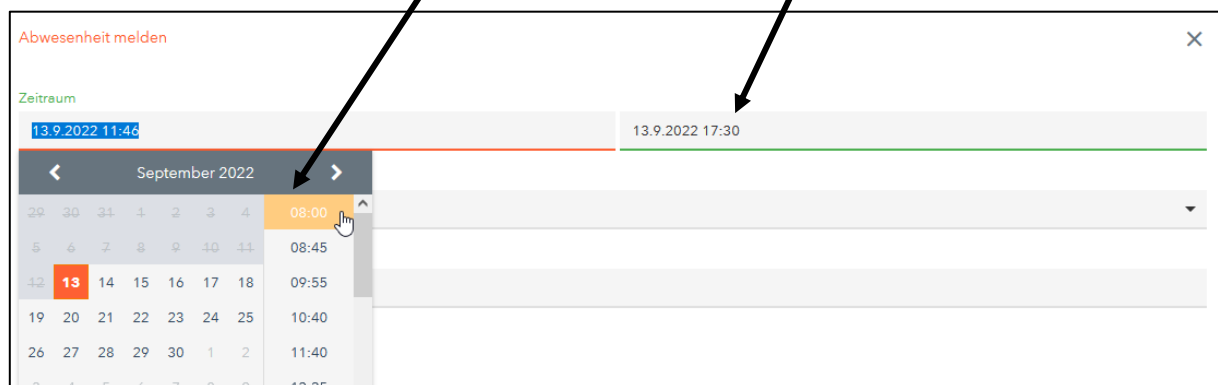 Abwesenheit melden
Zeitraum
13.9.2022 11:46 13.9.2022 17:30
September 2022
29 30 31 1 2 3 4 08:00
5 6 7 8 9 10 11 08:45
12 13 14 15 16 17 18 09:55
19 20 21 22 23 24 25 10:40
26 27 28 29 30 1 2 11:40